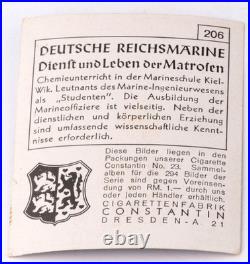 206
DEUTSCHE REICHSMARINE
Dienst und Leben der Matrosen
Chemieunterricht in der Marineschule Kiel-
Wik. Leutnants des Marine-Ingenieurwesens
als „Studenten". Die Ausbildung der
Marineoffiziere ist vielseitig. Neben der
dienstlichen und körperlichen Erziehung
sind umfassende wissenschaftliche Kennt-
nisse erforderlich.
Diese Bilder liegen in den
Packungen unserer Cigarette
Constantin No. 23. Sammel-
alben für die 294 Bilder der
Serie sind gegen Voreinsen-
dung von RM. 1.— durch uns
oder jeden Händler erhältlich.
CIGARETTENFABRIK
CONSTANTIN
DRESDEN-A. 21